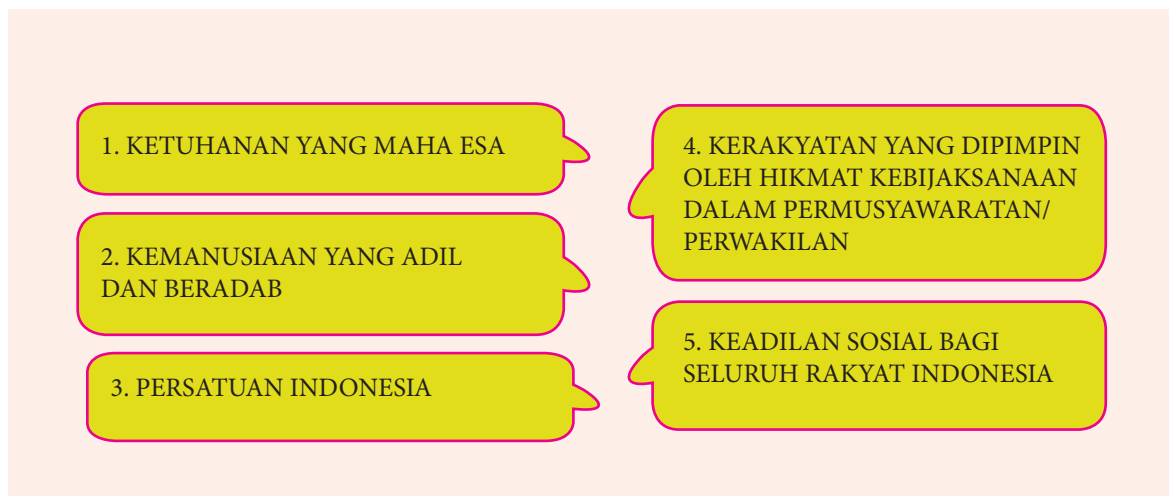 1. KETUHANAN YANG MAHA ESA
2. KEMANUSIAAN YANG ADIL
DAN BERADAB
3. PERSATUAN INDONESIA
4. KERAKYATAN YANG DIPIMPIN
OLEH HIKMAT KEBIJAKSANAAN
DALAM PERMUSYAWARATAN/
PERWAKILAN
5. KEADILAN SOSIAL BAGI
SELURUH RAKYAT INDONESIA